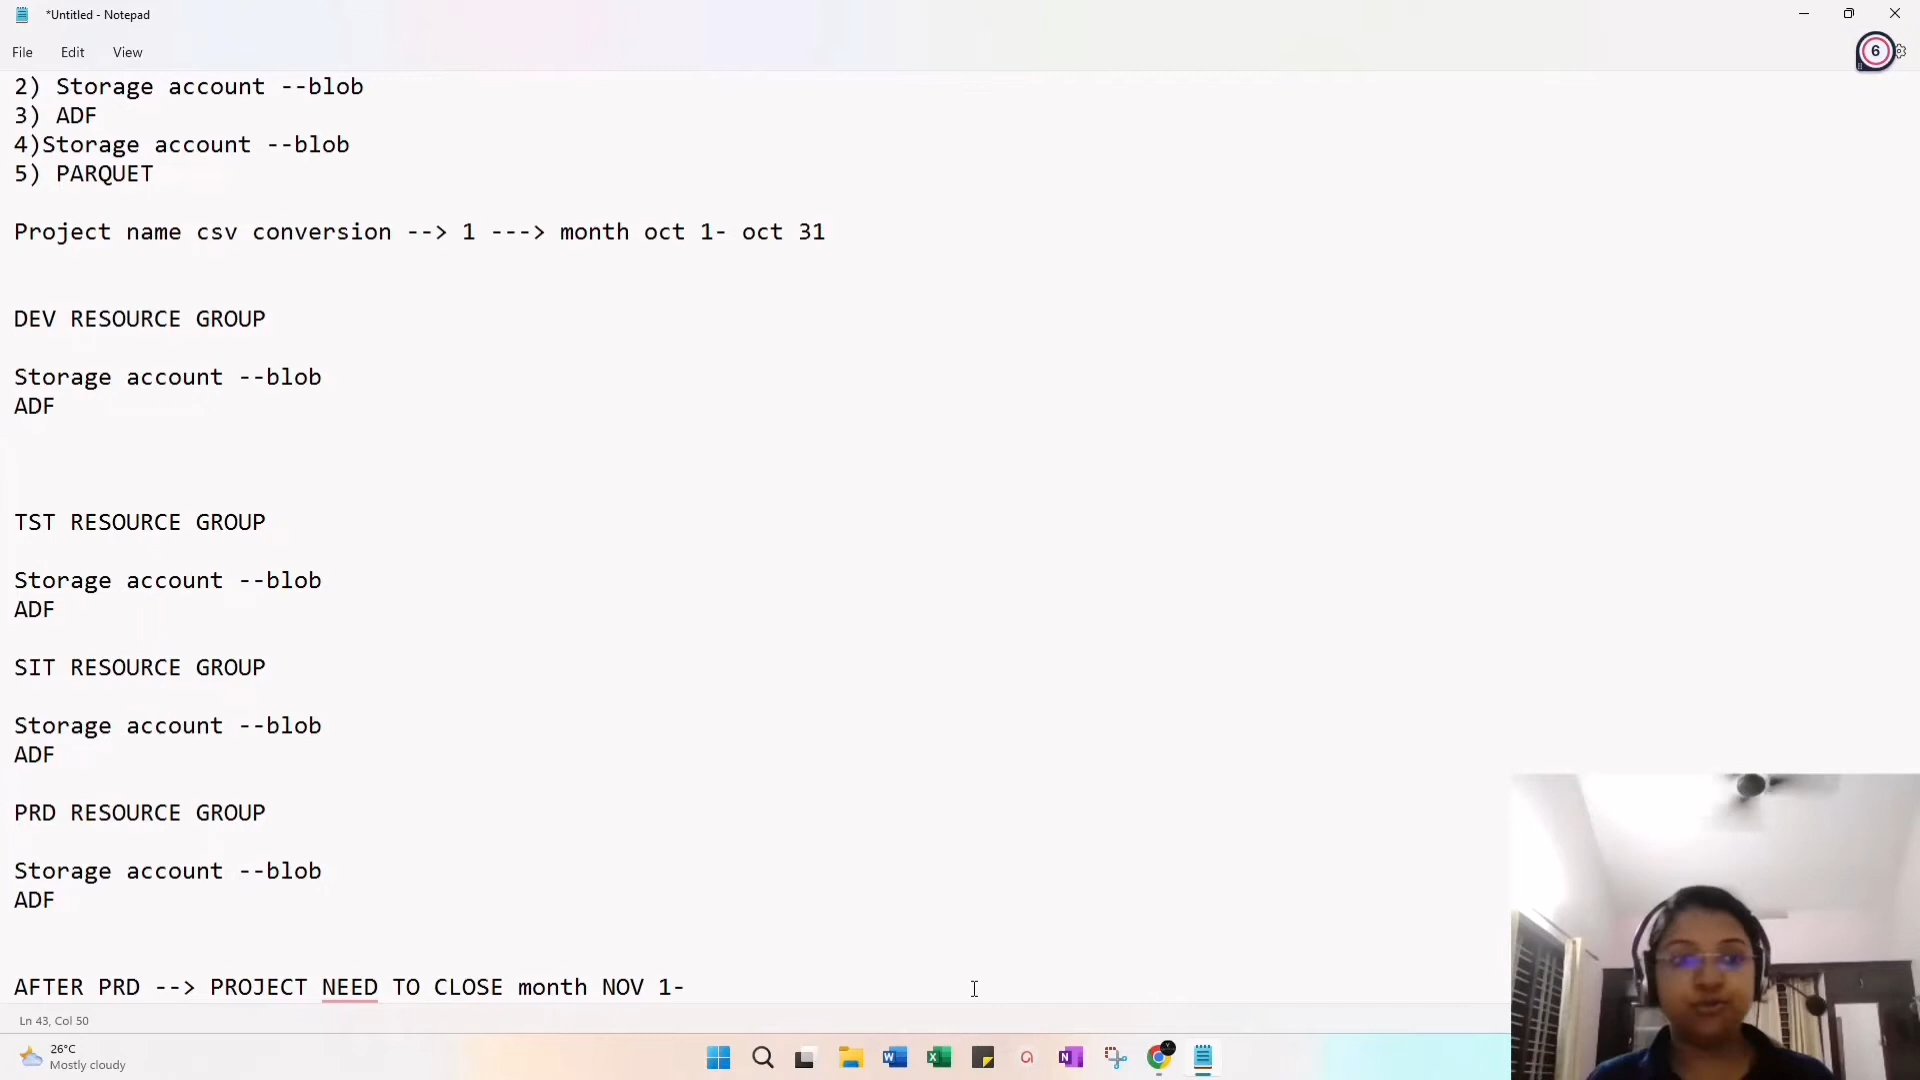 *Untitled - Notepad
File Edit View
6
2) Storage account --blob
3) ADF
4)Storage account --blob
5) PARQUET
Project name csv conversion --> 1 ---> month oct 1- oct 31
DEV RESOURCE GROUP
Storage account --blob
ADF
TST RESOURCE GROUP
Storage account --blob
ADF
SIT RESOURCE GROUP
Storage account --blob
ADF
PRD RESOURCE GROUP
Storage account --blob
ADF
AFTER PRD --> PROJECT NEED TO CLOSE month NOV 1-
Ln 43, Col 50
26°C
Mostly cloudy